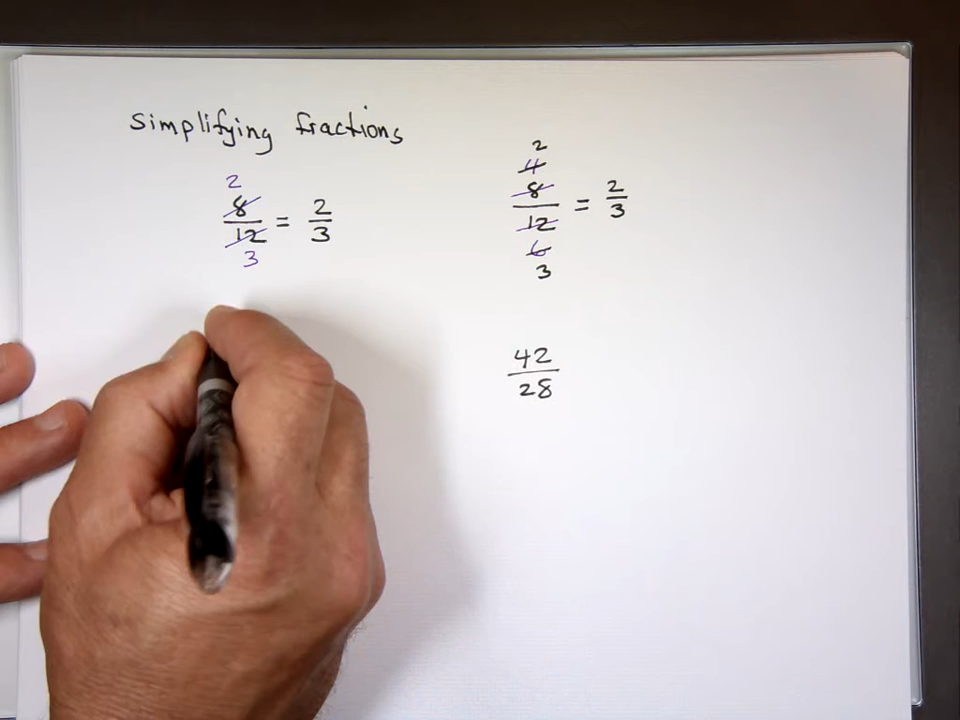 Simplifying fractions
2
8/12 = 2/3
3
2
4
8/12 = 2/3
6
3
42/28